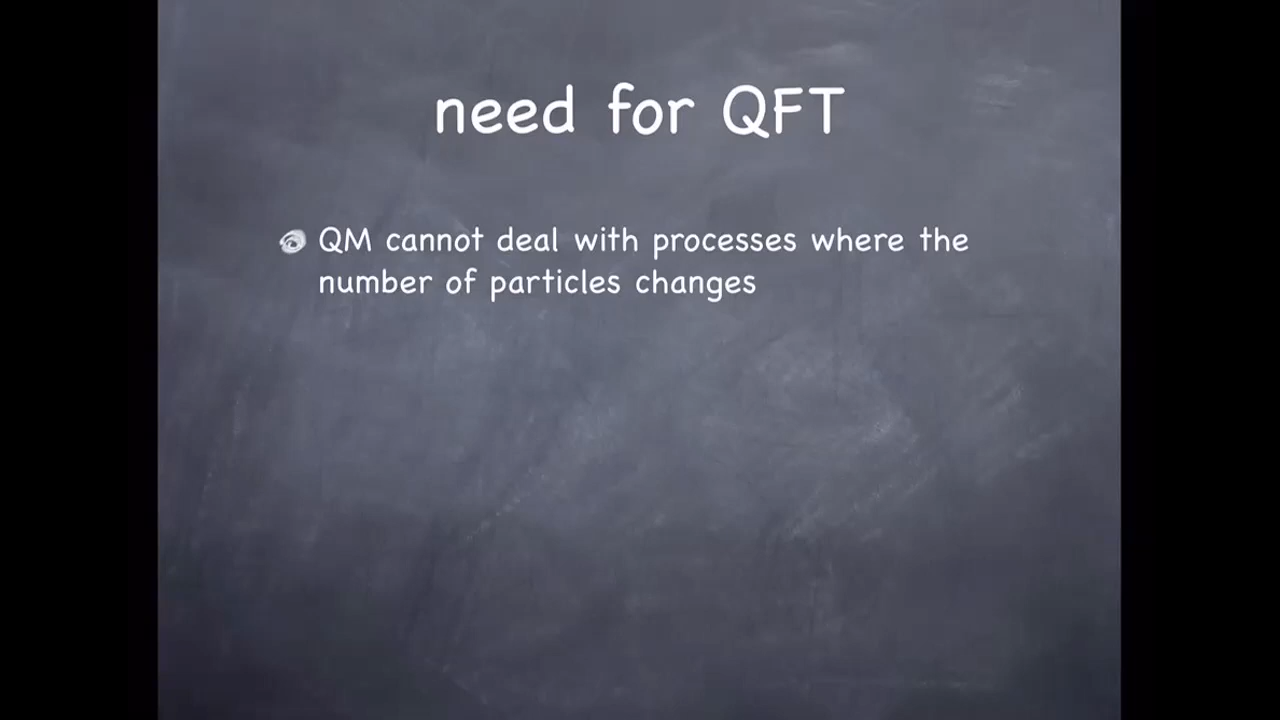 need for QFT
QM cannot deal with processes where the
number of particles changes